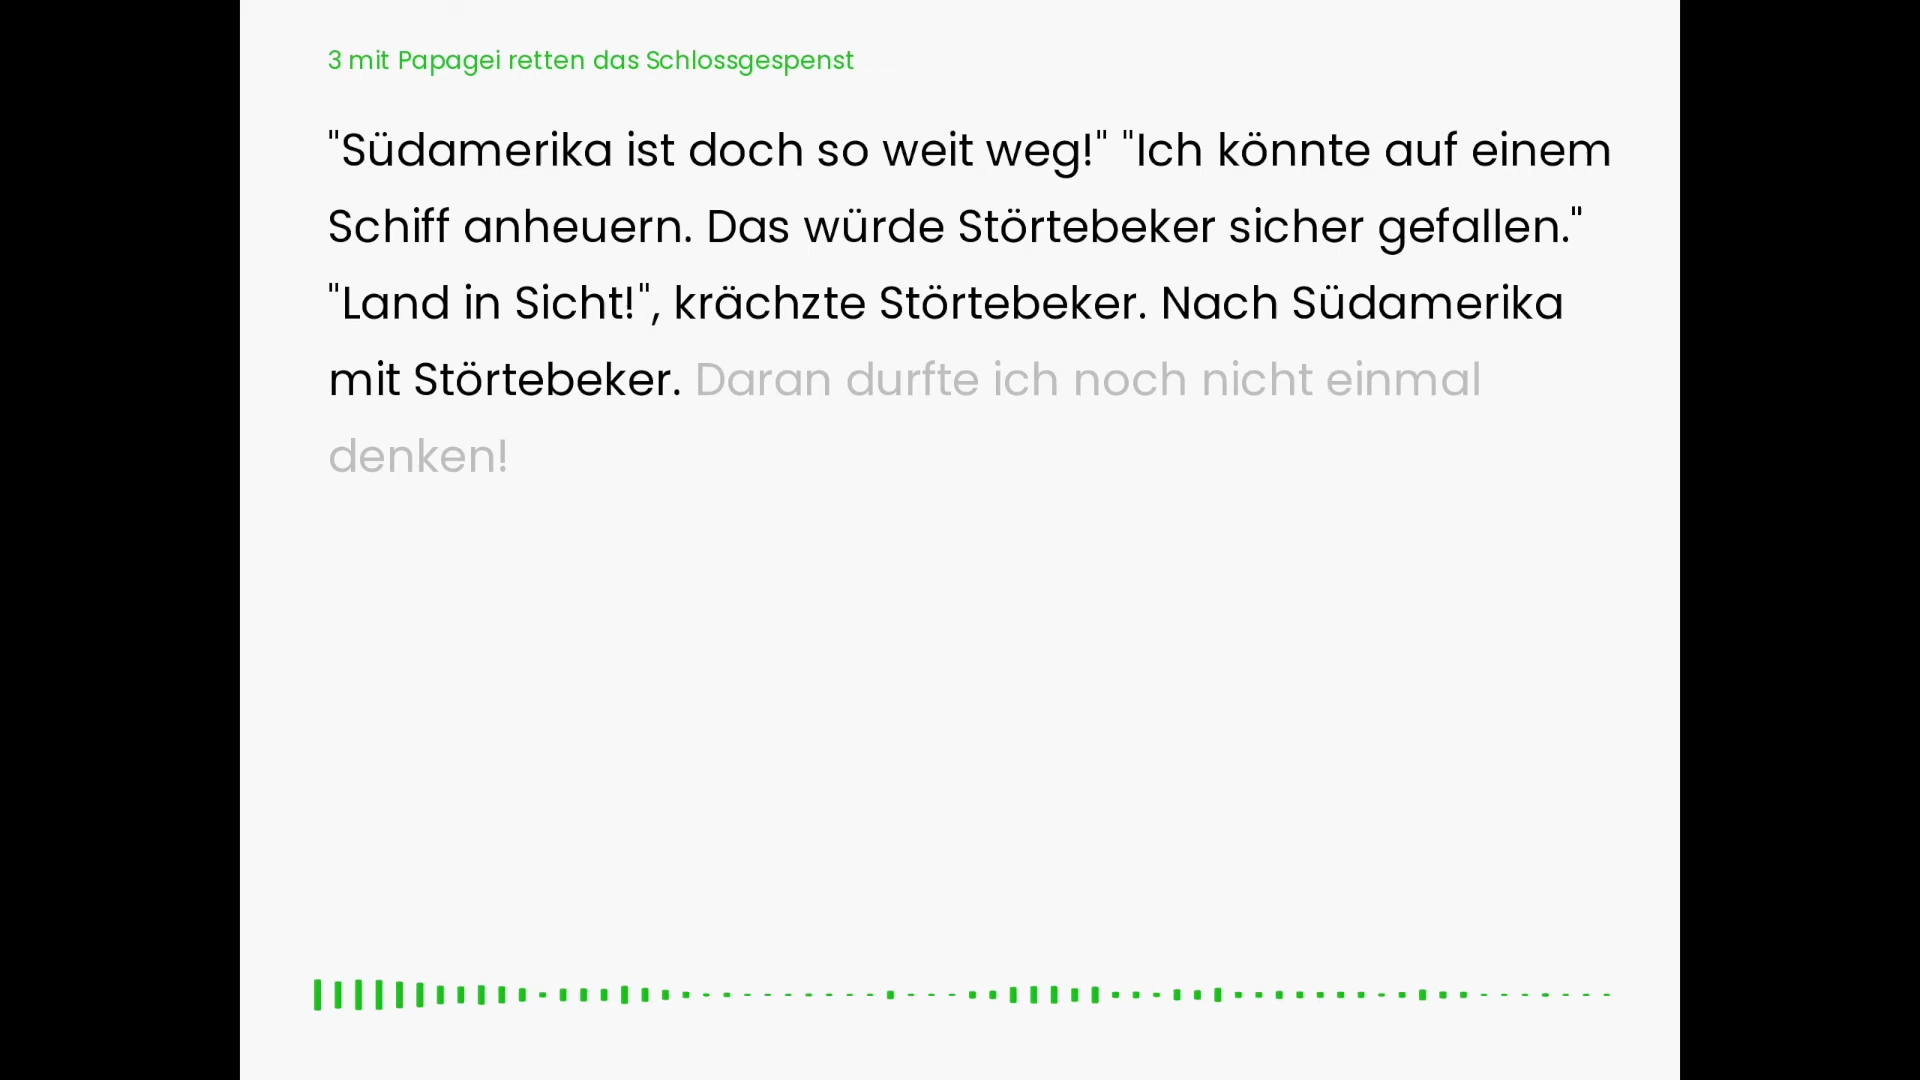 3 mit Papagei retten das Schlossgespenst
"Südamerika ist doch so weit weg!" "Ich könnte auf einem
Schiff anheuern. Das würde Störtebeker sicher gefallen."
"Land in Sicht!", krächzte Störtebeker. Nach Südamerika
mit Störtebeker. Daran durfte ich noch nicht einmal
denken!